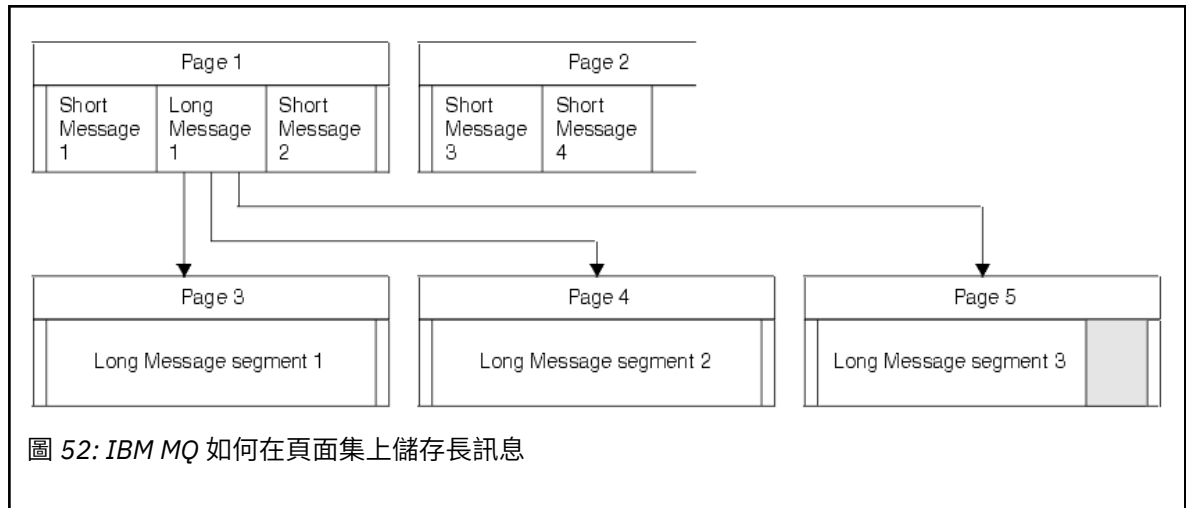 Page 1
Page 2
Short
Message
1
Long
Message
1
Short
Message
2
Short
Message
3
Short
Message
4
Page 3
Page 4
Page 5
Long Message segment 1
Long Message segment 2
Long Message segment 3
圖 52: IBM MQ 如何在頁面集上儲存長訊息